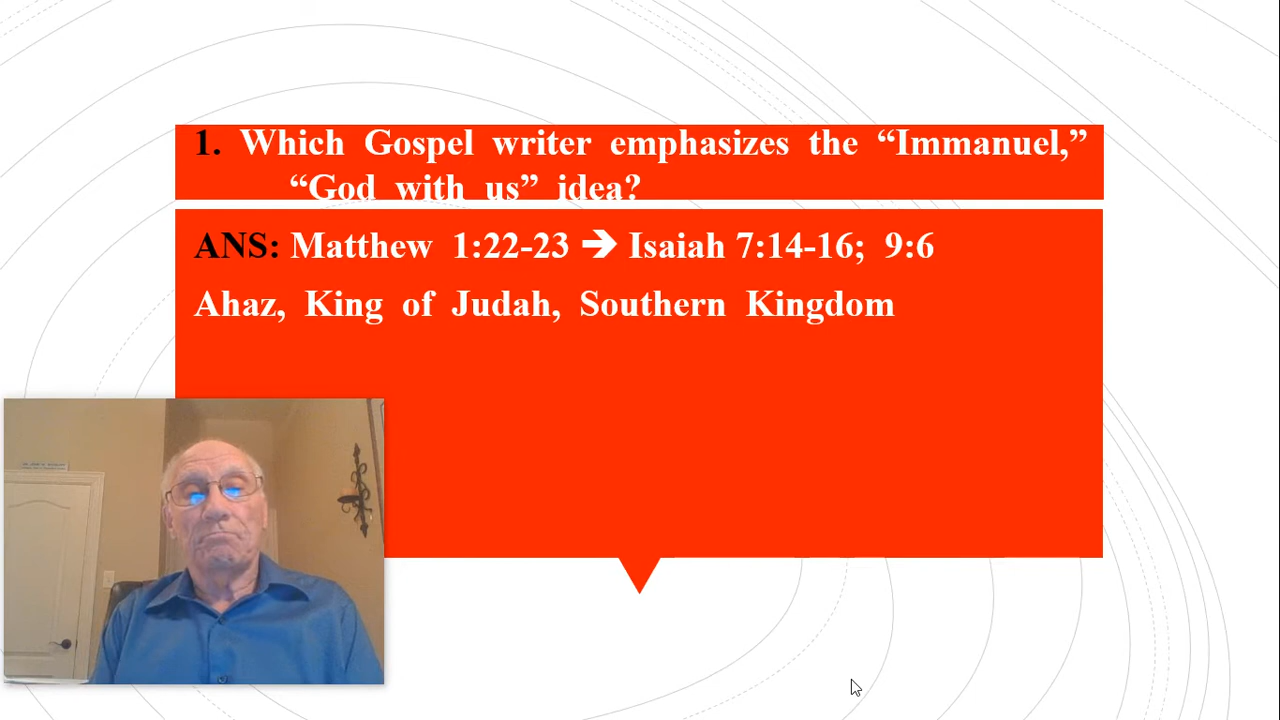 1. Which Gospel writer emphasizes the “Immanuel,”
“God with us” idea?
ANS: Matthew 1:22-23 ➔ Isaiah 7:14-16; 9:6
Ahaz, King of Judah, Southern Kingdom